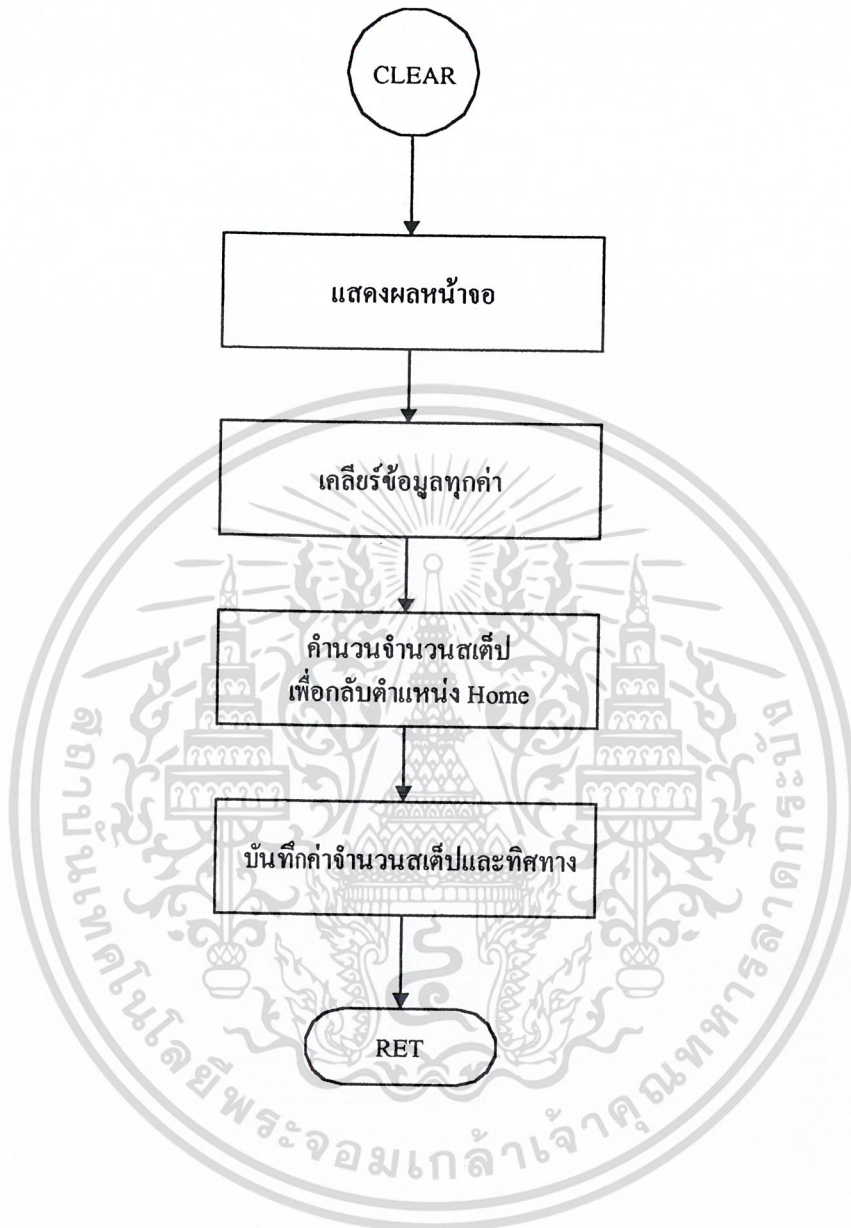 CLEAR
แสดงผลหน้าจอ
เคลียร์ข้อมูลทุกค่า
คำนวนจำนวนสเต็ป
เพื่อกลับตำแหน่ง Home
บันทึกค่าจำนวนสเต็ปและทิศทาง
RET
สถาบันเทคโนโลยีพระจอมเกล้าเจ้าคุณทหารลาดกระบัง